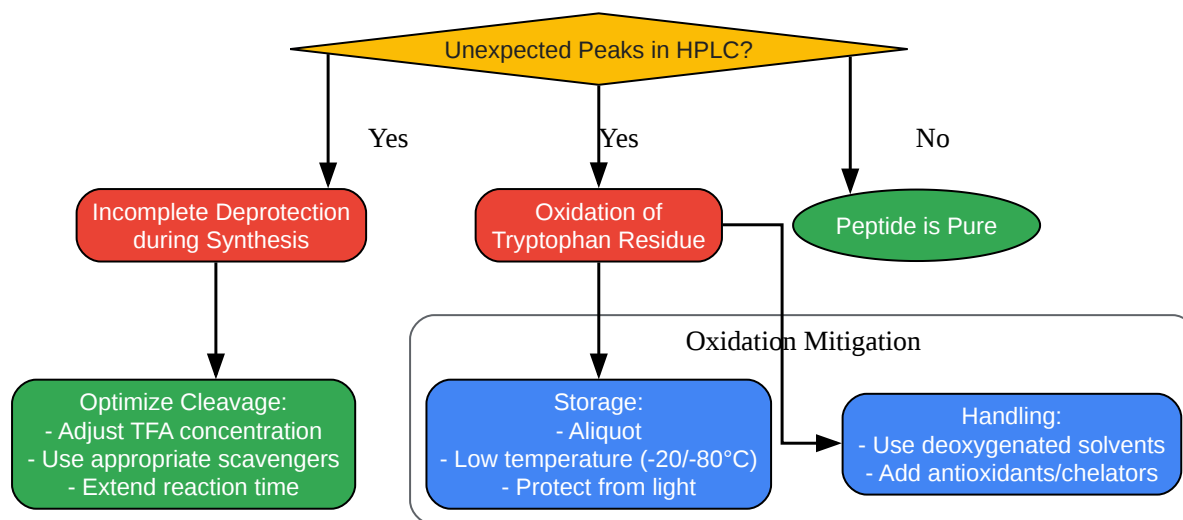 Unexpected Peaks in HPLC?
Yes
Yes
No
Incomplete Deprotection
during Synthesis
Oxidation of
Tryptophan Residue
Peptide is Pure
Oxidation Mitigation
Optimize Cleavage:
- Adjust TFA concentration
- Use appropriate scavengers
- Extend reaction time
Storage:
- Aliquot
- Low temperature (-20/-80°C)
- Protect from light
Handling:
- Use deoxygenated solvents
- Add antioxidants/chelators